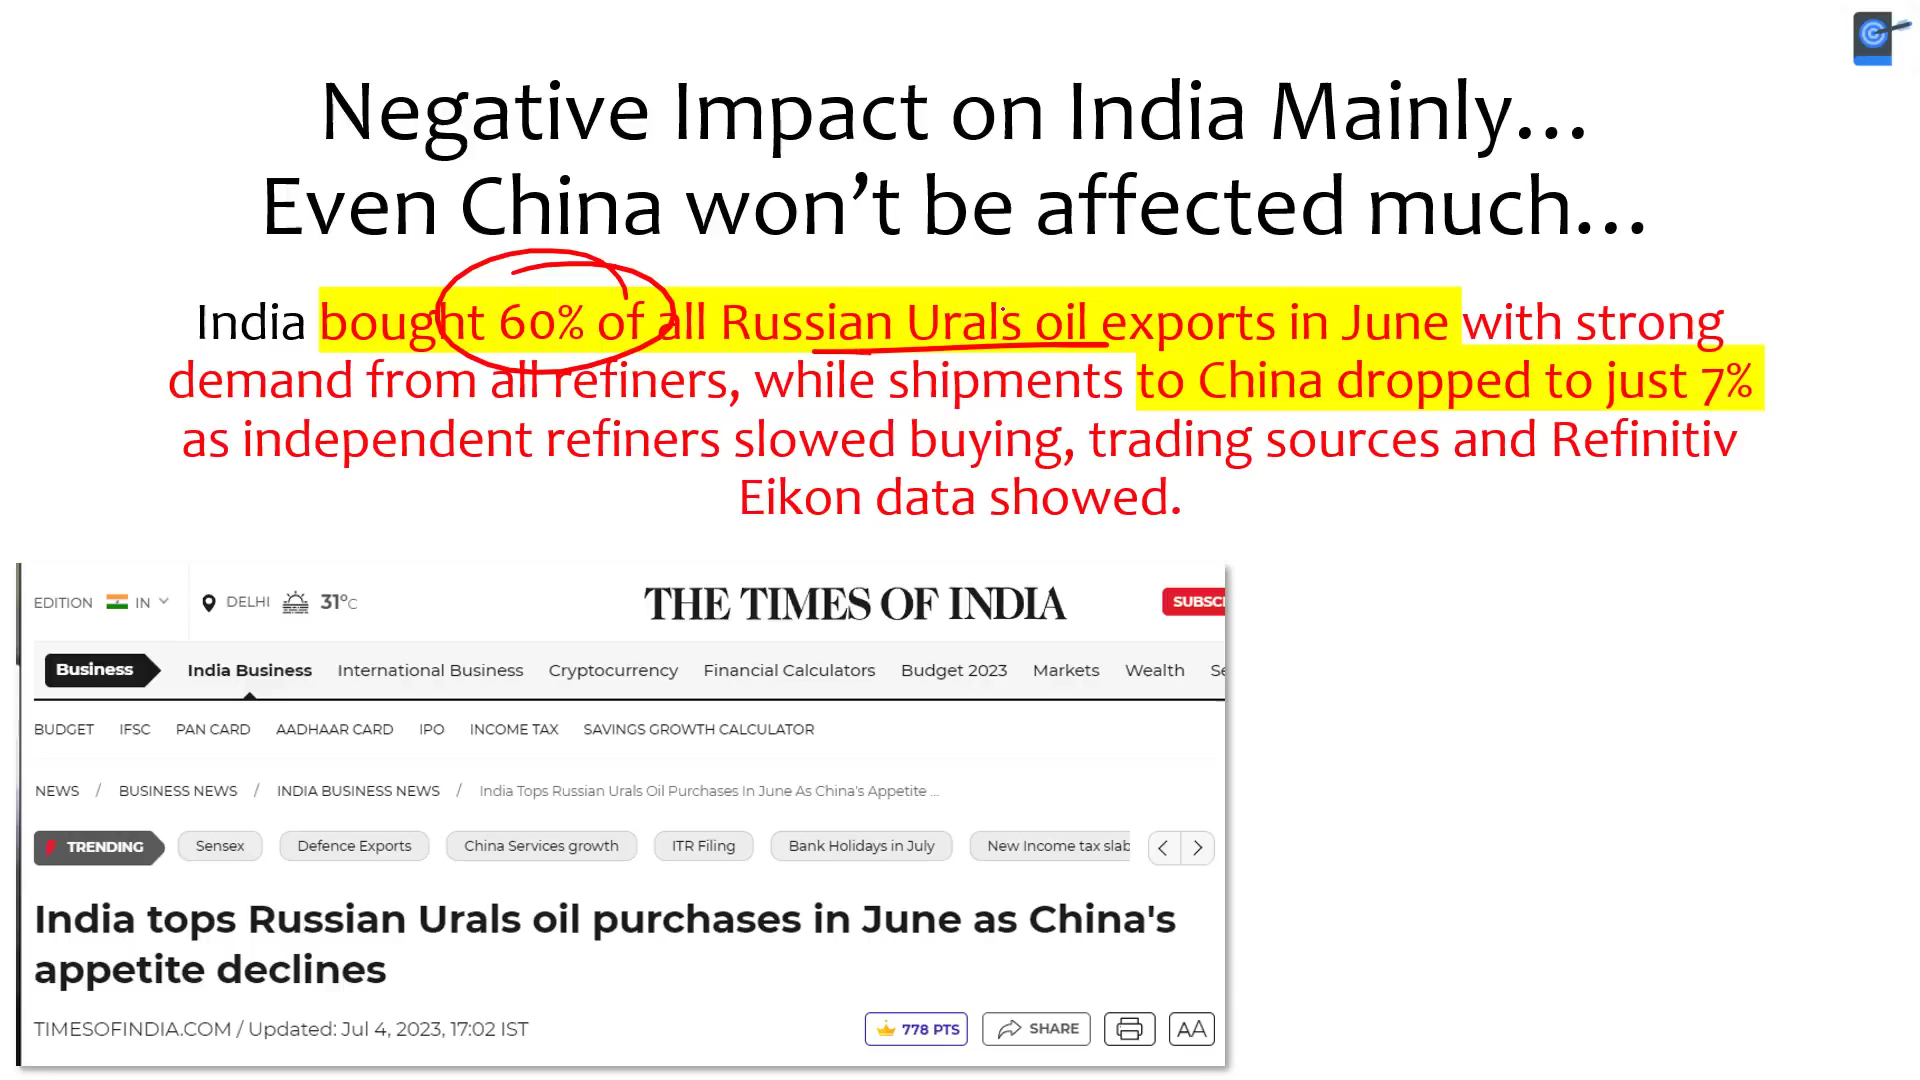 Negative Impact on India Mainly...
Even China won't be affected much...
India bought 60% of all Russian Urals oil exports in June with strong
demand from all refiners, while shipments to China dropped to just 7%
as independent refiners slowed buying, trading sources and Refinitiv
Eikon data showed.
EDITION IN DELHI 31°C THE TIMES OF INDIA SUBSCI
Business India Business International Business Cryptocurrency Financial Calculators Budget 2023 Markets Wealth Se
BUDGET IFSC PAN CARD AADHAAR CARD IPO INCOME TAX SAVINGS GROWTH CALCULATOR
NEWS / BUSINESS NEWS / INDIA BUSINESS NEWS / India Tops Russian Urals Oil Purchases In June As China's Appetite ...
TRENDING Sensex Defence Exports China Services growth ITR Filing Bank Holidays in July New Income tax slab
India tops Russian Urals oil purchases in June as China's
appetite declines
TIMESOFINDIA.COM / Updated: Jul 4, 2023, 17:02 IST 778 PTS SHARE AA